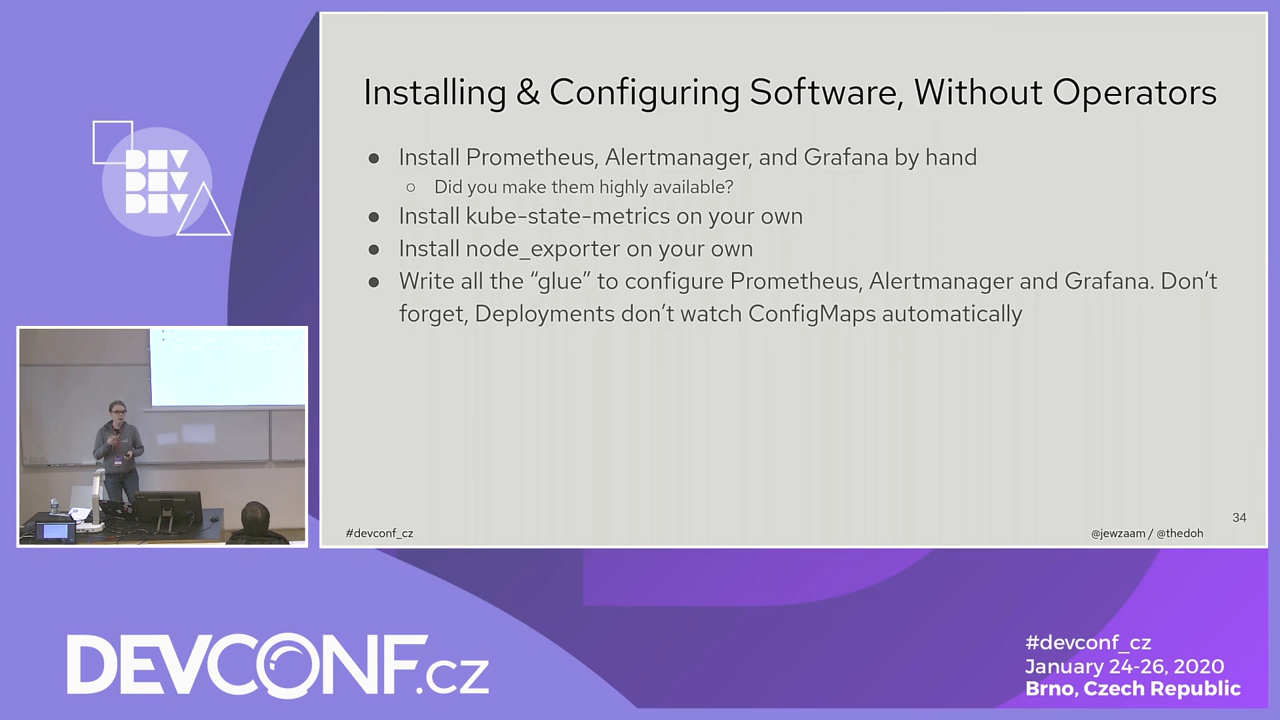 Installing & Configuring Software, Without Operators
● Install Prometheus, Alertmanager, and Grafana by hand
○ Did you make them highly available?
● Install kube-state-metrics on your own
● Install node_exporter on your own
● Write all the “glue” to configure Prometheus, Alertmanager and Grafana. Don’t
forget, Deployments don’t watch ConfigMaps automatically
34
#devconf_cz
@jewzaam / @thedoh
DEV
DEV
DEV
DEVCONF.cz
#devconf_cz
January 24-26, 2020
Brno, Czech Republic